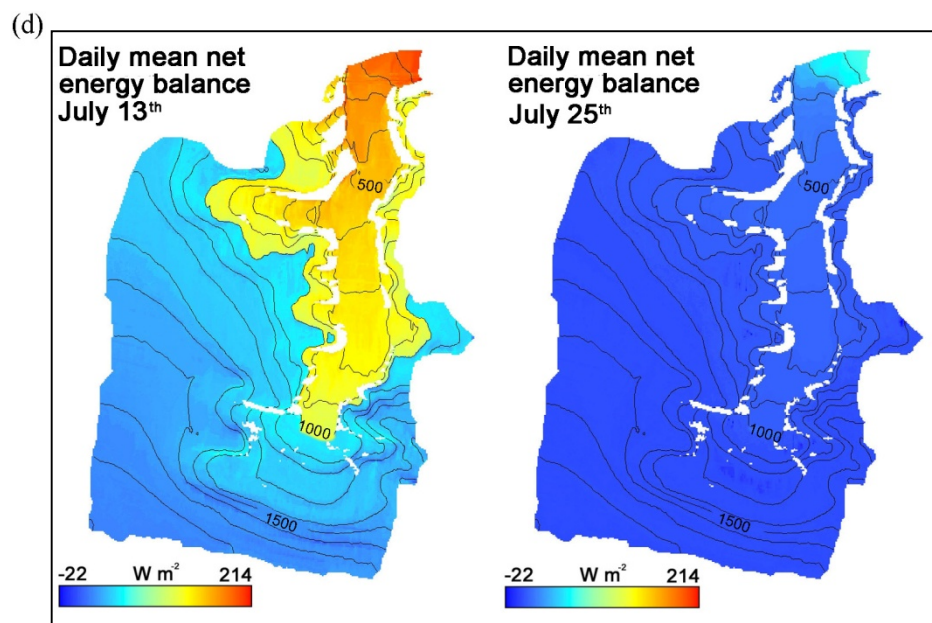 (d)
Daily mean net
energy balance
July 13th
500
1000
1500
-22 W m-2 214
Daily mean net
energy balance
July 25th
500
1000
1500
-22 W m-2 214